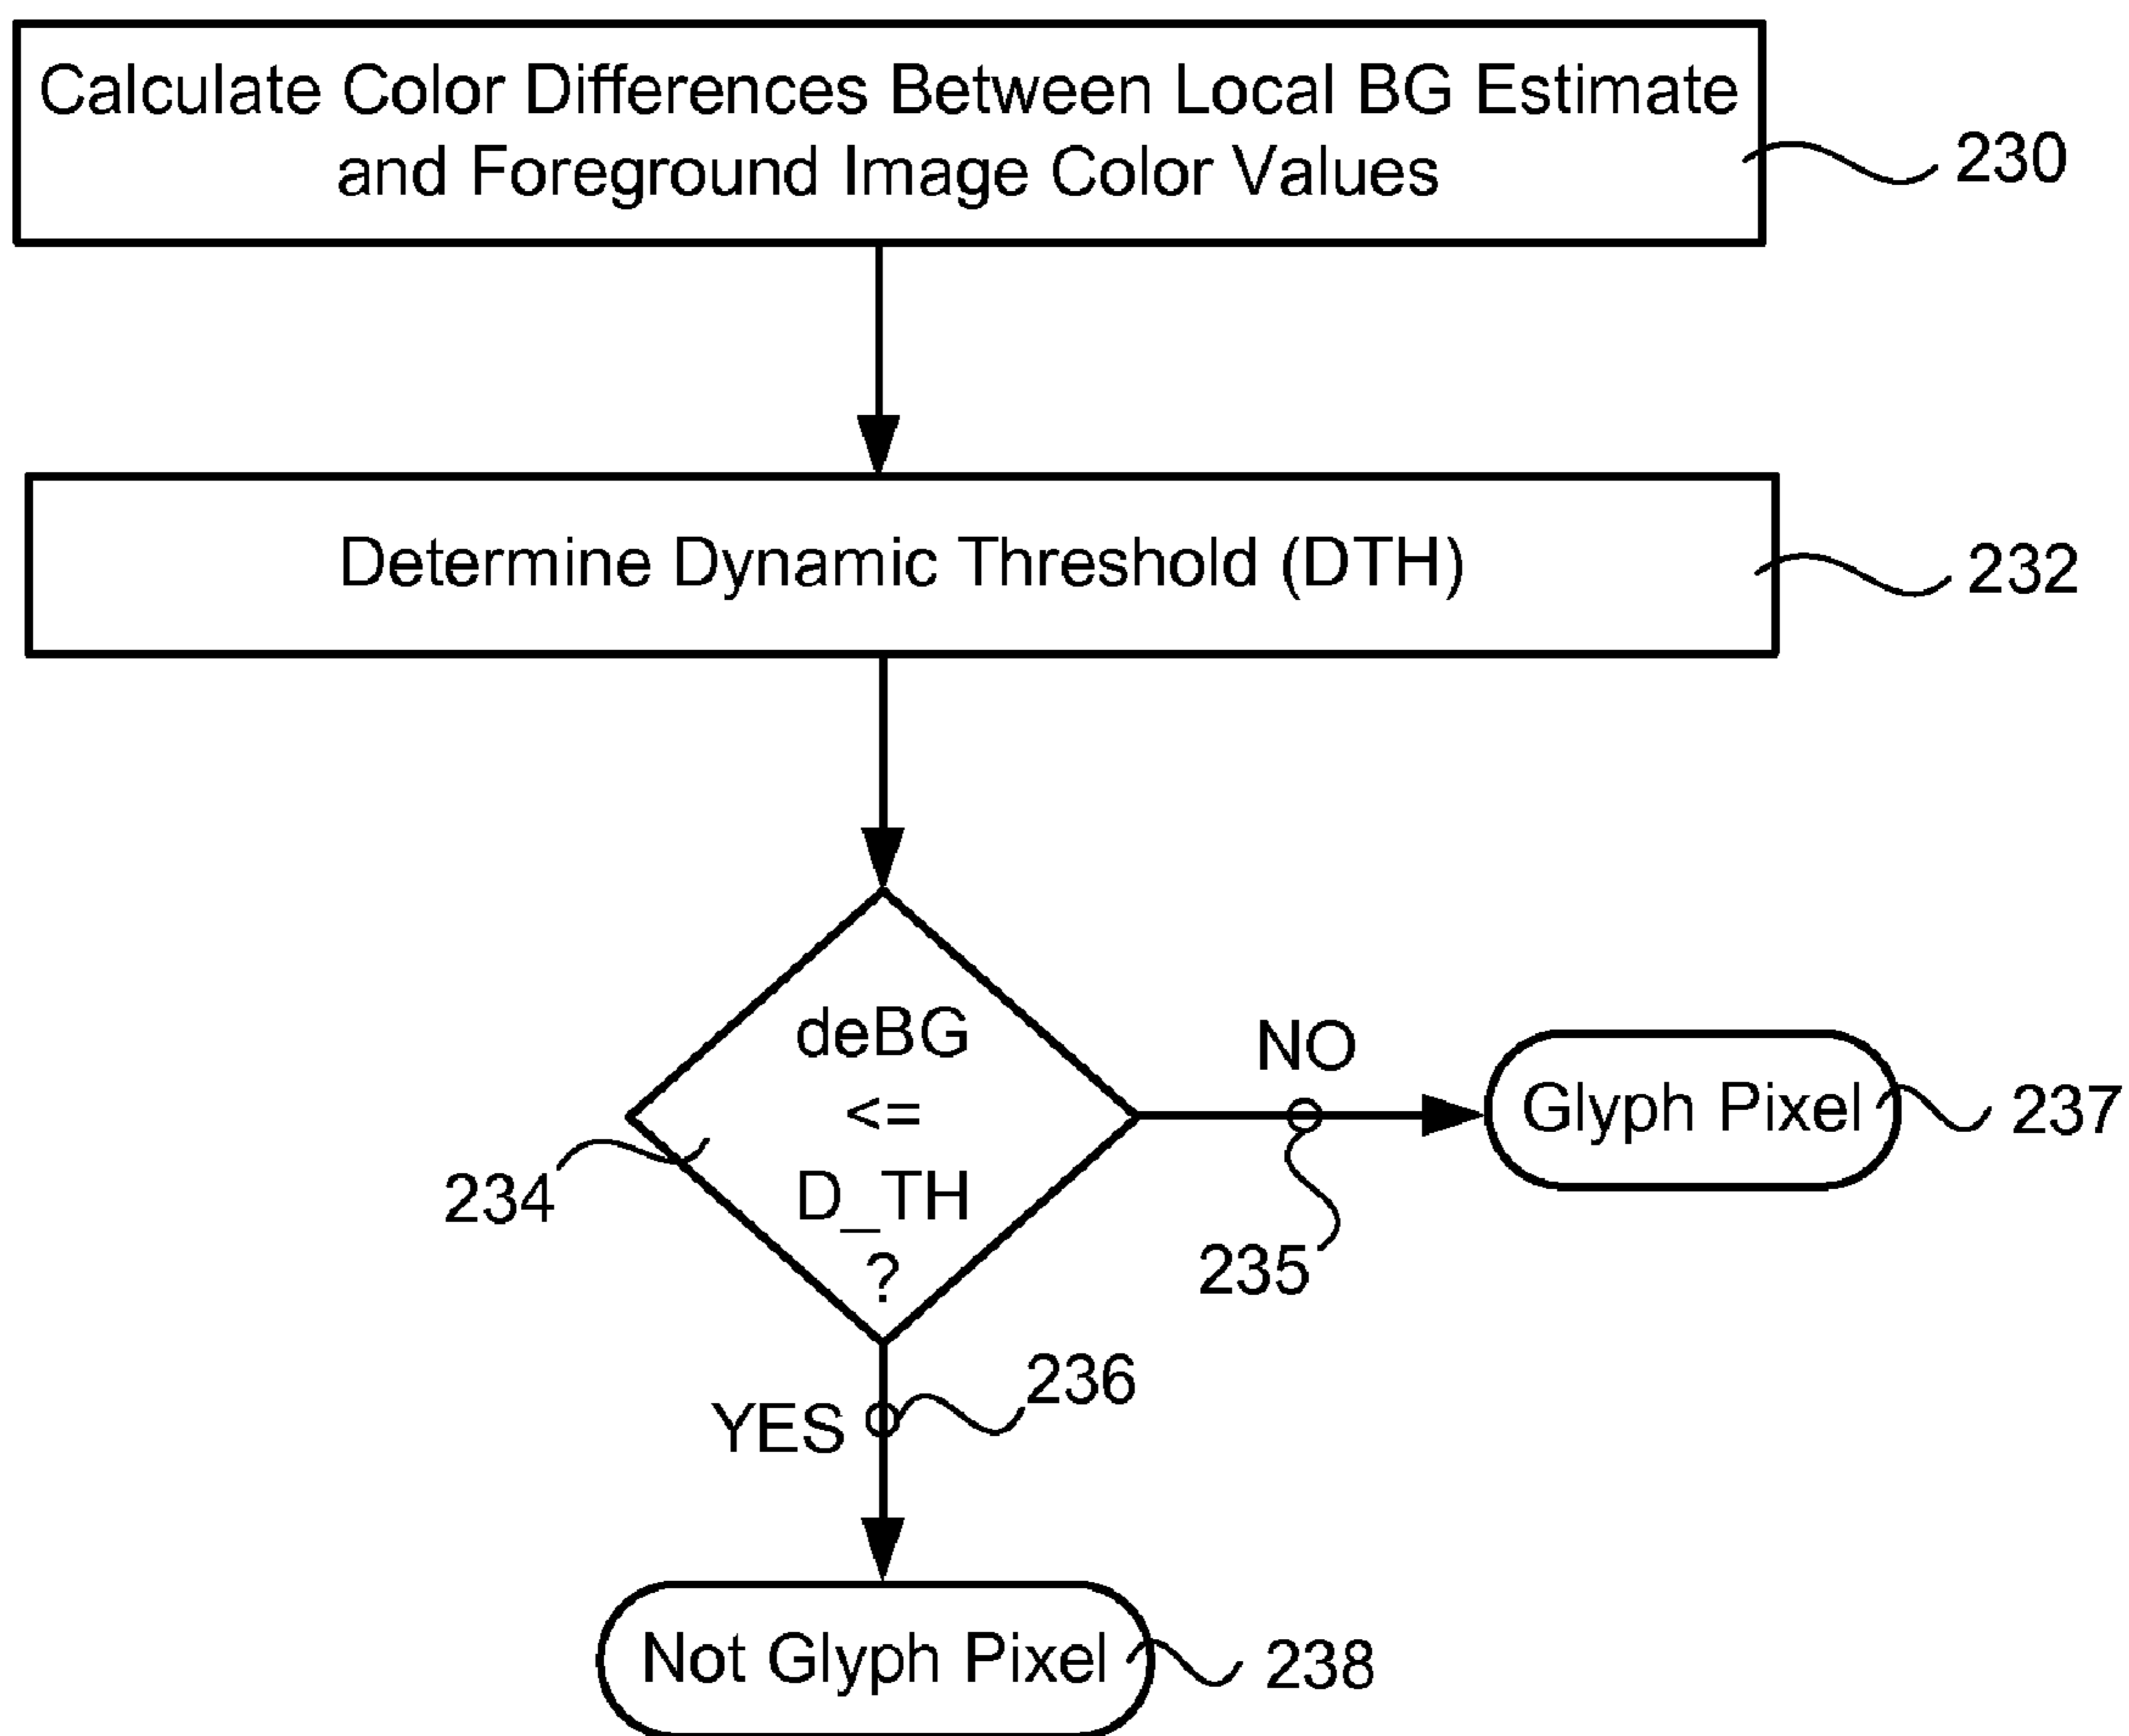 Calculate Color Differences Between Local BG Estimate
and Foreground Image Color Values
230
Determine Dynamic Threshold (DTH)
232
deBG
<=
D_TH
?
234
NO
235
Glyph Pixel
237
YES
236
Not Glyph Pixel
238